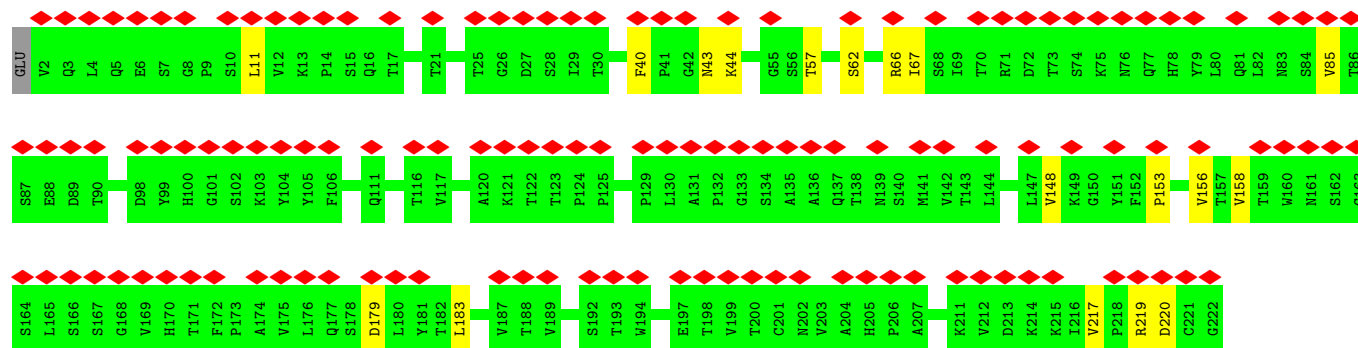 GLU V2 Q3 L4 Q5 E6 S7 G8 P9 S10 L11 V12 K13 P14 S15 Q16 T17 T21 T25 G26 D27 S28 I29 T30 F40 P41 G42 N43 K44 G55 S56 T57 S62 R66 I67 S68 I69 T70 R71 D72 T73 S74 K75 N76 Q77 H78 Y79 L80 Q81 L82 N83 S84 V85 T86
S87 E88 D89 T90 D98 Y99 H100 G101 S102 K103 Y104 Y105 F106 Q111 T116 V117 A120 K121 T122 T123 P124 P125 P129 L130 A131 P132 G133 S134 A135 A136 Q137 T138 N139 S140 M141 V142 T143 L144 L147 V148 K149 G150 Y151 F152 P153 V156 T157 V158 T159 W160 N161 S162 G163
S164 L165 S166 S167 G168 V169 H170 T171 F172 P173 A174 V175 L176 Q177 S178 D179 L180 Y181 T182 L183 V187 T188 V189 S192 T193 W194 E197 T198 V199 T200 C201 N202 V203 A204 H205 P206 A207 K211 V212 D213 K214 K215 I216 V217 P218 R219 D220 C221 G222